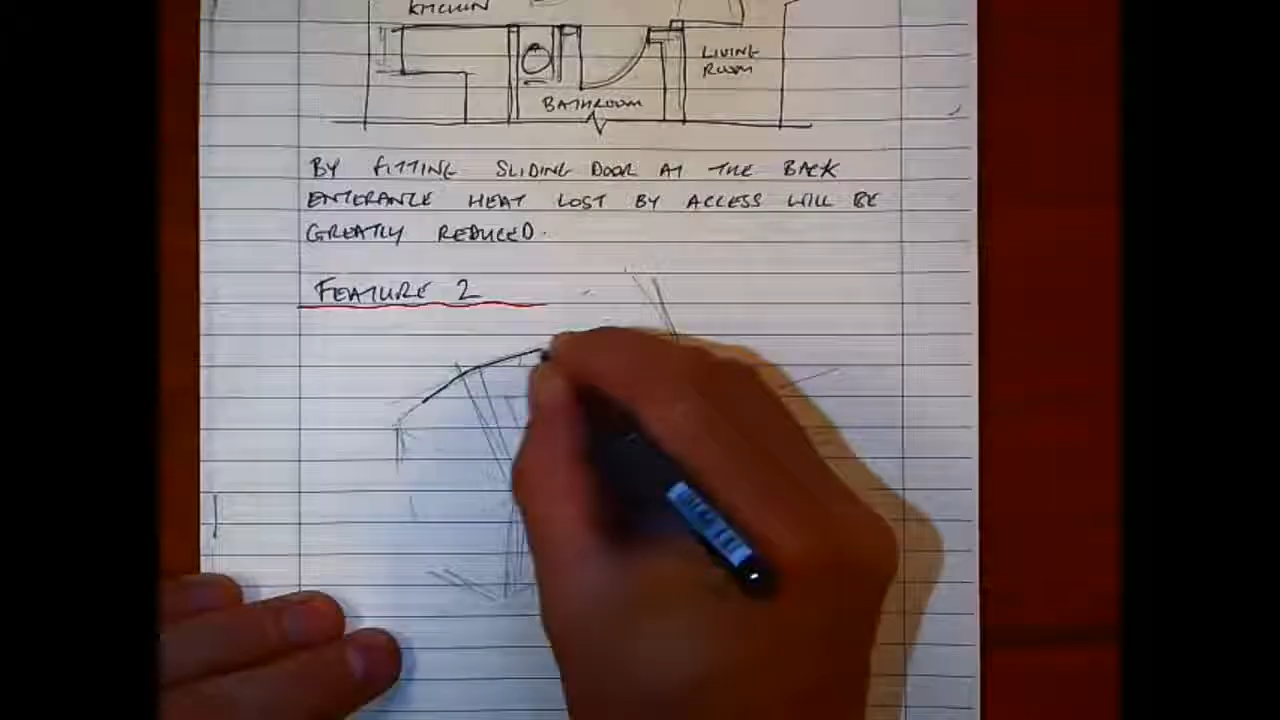 KITCHEN
LIVING
ROOM
BATHROOM
BY FITTING SLIDING DOOR AT THE BACK
ENTERANCE HEAT LOST BY ACCESS WILL BE
GREATLY REDUCED.
FEATURE 2